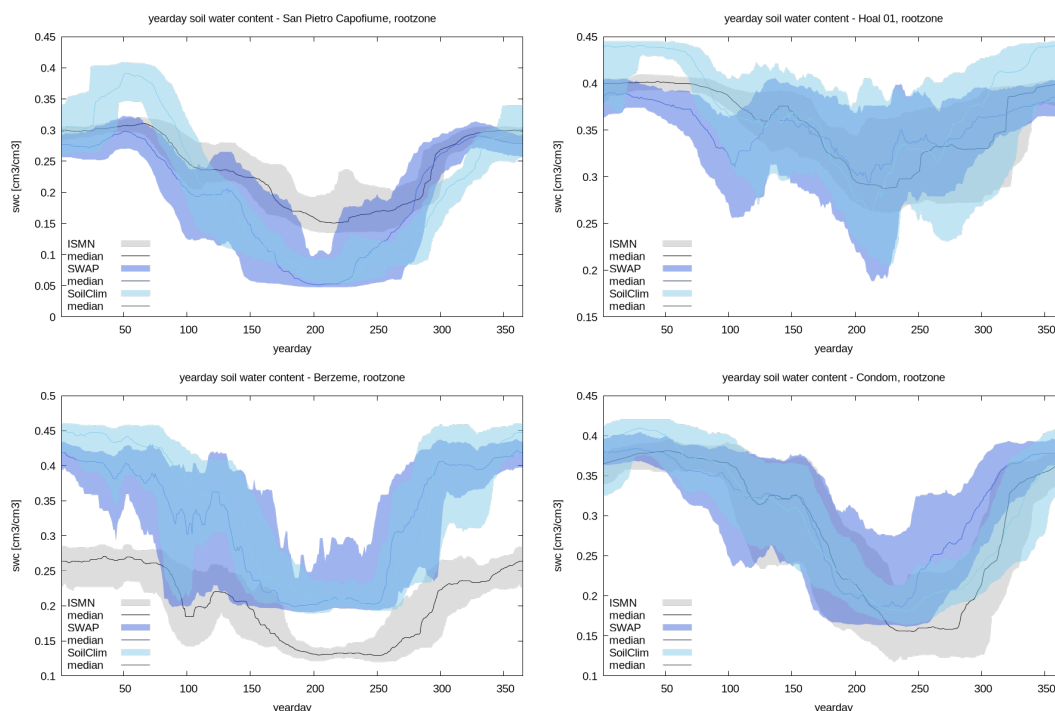 yearday soil water content - San Pietro Capofiume, rootzone
0.45
0.4
0.35
0.3
0.25
0.2
0.15
0.1
0.05
0
swc [cm3/cm3]
ISMN
median
SWAP
median
SoilClim
median
50 100 150 200 250 300 350
yearday
yearday soil water content - Hoal 01, rootzone
0.45
0.4
0.35
0.3
0.25
0.2
0.15
swc [cm3/cm3]
ISMN
median
SWAP
median
SoilClim
median
50 100 150 200 250 300 350
yearday
yearday soil water content - Berzeme, rootzone
0.5
0.45
0.4
0.35
0.3
0.25
0.2
0.15
0.1
swc [cm3/cm3]
ISMN
median
SWAP
median
SoilClim
median
50 100 150 200 250 300 350
yearday
yearday soil water content - Condom, rootzone
0.45
0.4
0.35
0.3
0.25
0.2
0.15
0.1
swc [cm3/cm3]
ISMN
median
SWAP
median
SoilClim
median
50 100 150 200 250 300 350
yearday